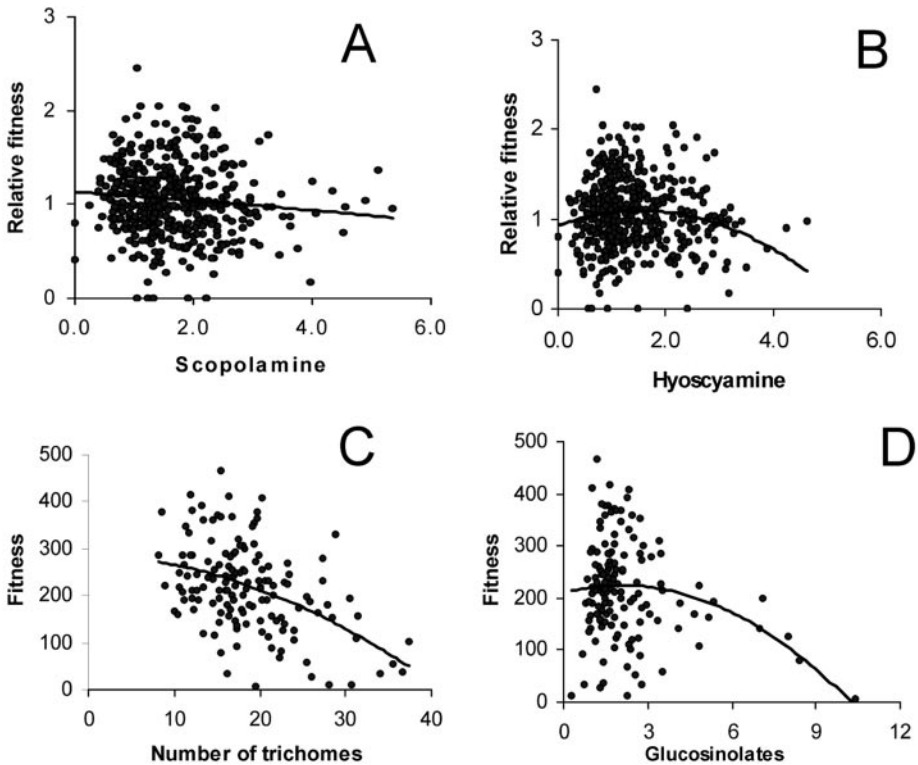 A
3
2
1
0
Relative fitness
0.0 2.0 4.0 6.0
Scopolamine
B
3
2
1
0
Relative fitness
0.0 2.0 4.0 6.0
Hyoscyamine
C
500
400
300
200
100
0
Fitness
0 10 20 30 40
Number of trichomes
D
500
400
300
200
100
0
Fitness
0 3 6 9 12
Glucosinolates